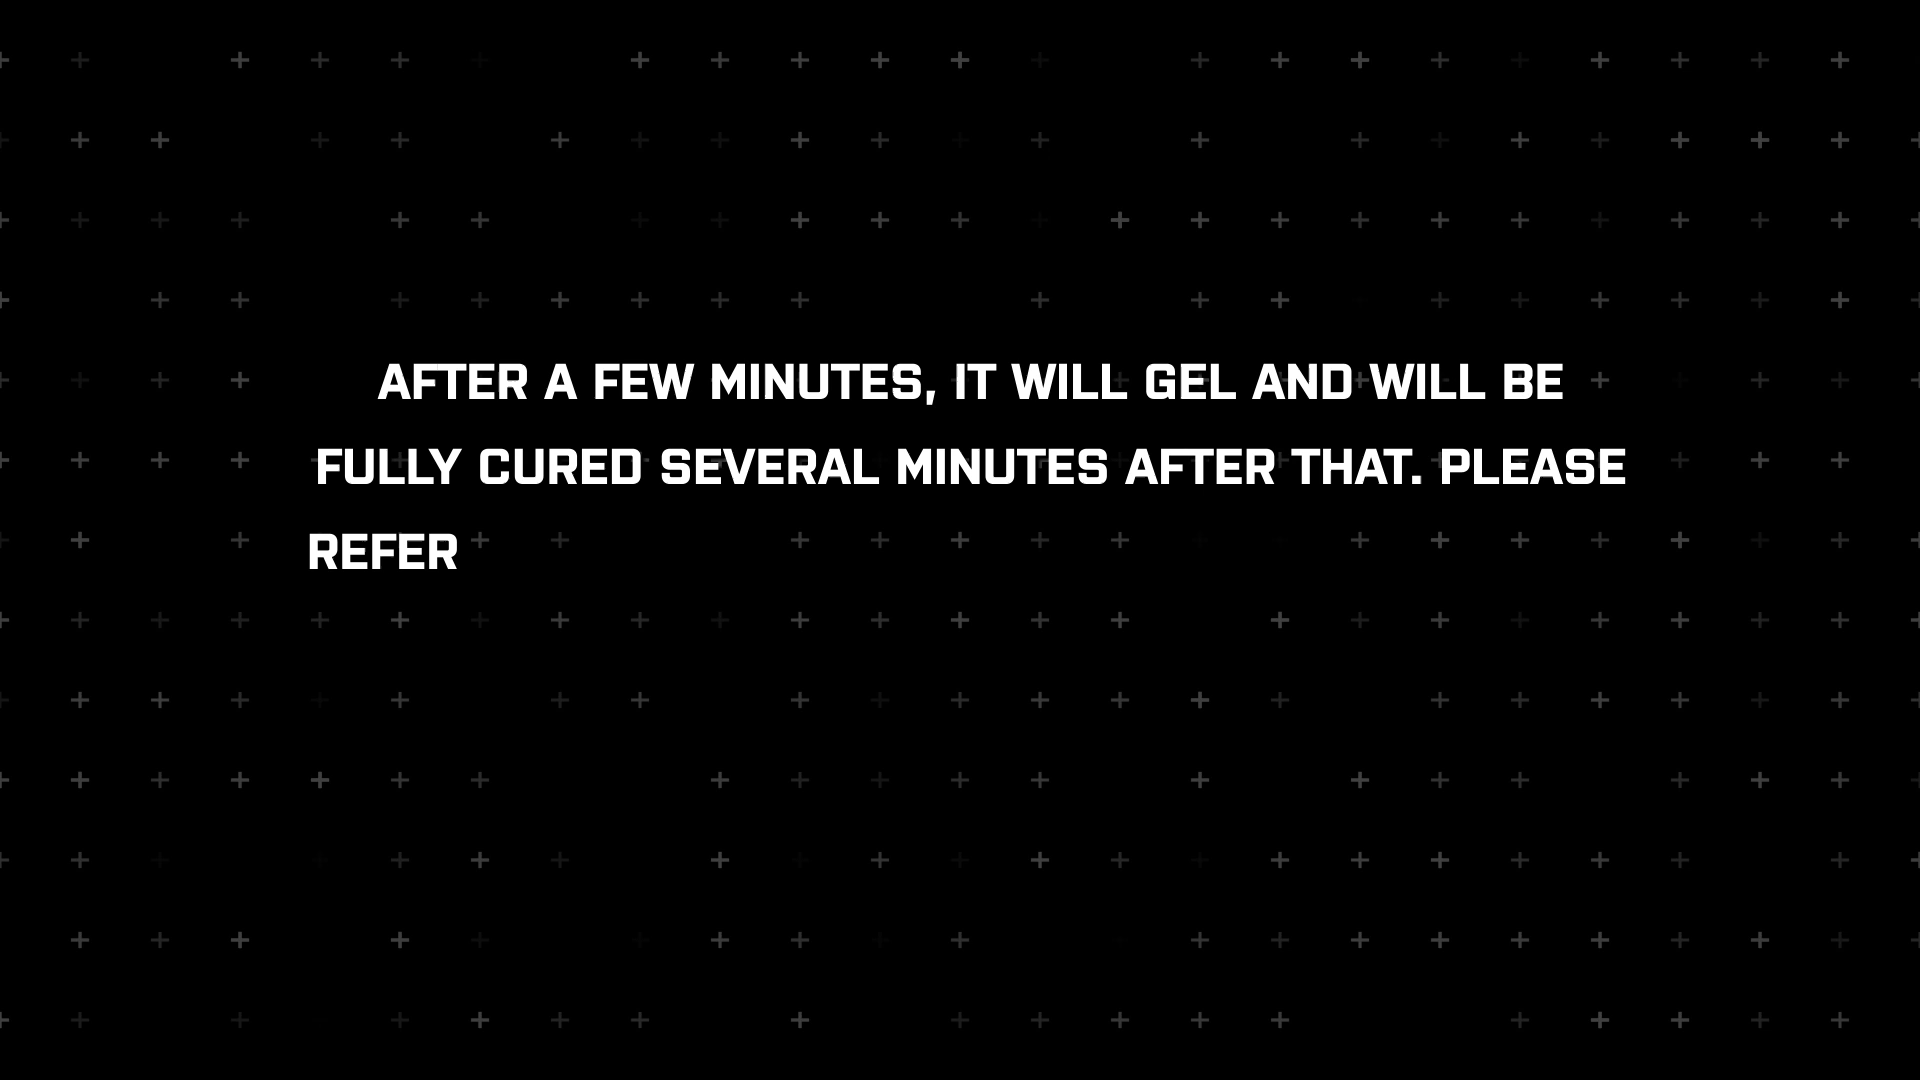 AFTER A FEW MINUTES, IT WILL GEL AND WILL BE
FULLY CURED SEVERAL MINUTES AFTER THAT. PLEASE
REFER